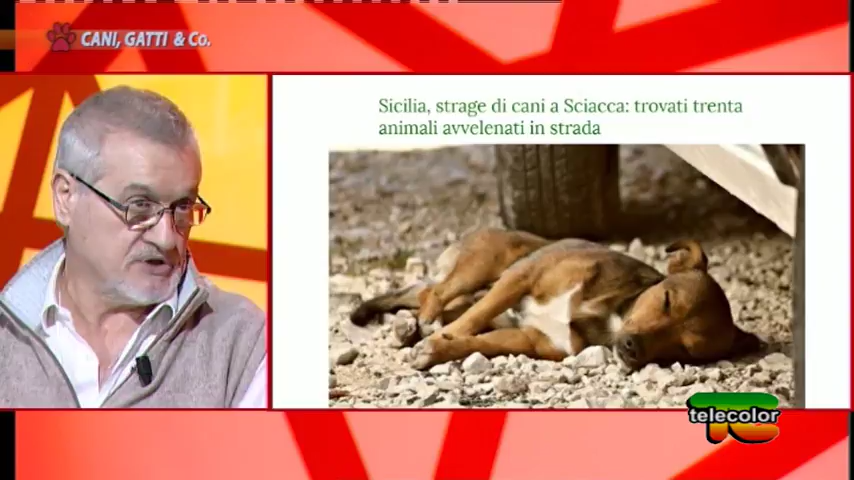 CANI, GATTI & CO.
Sicilia, strage di cani a Sciacca: trovati trenta
animali avvelenati in strada
telecolor